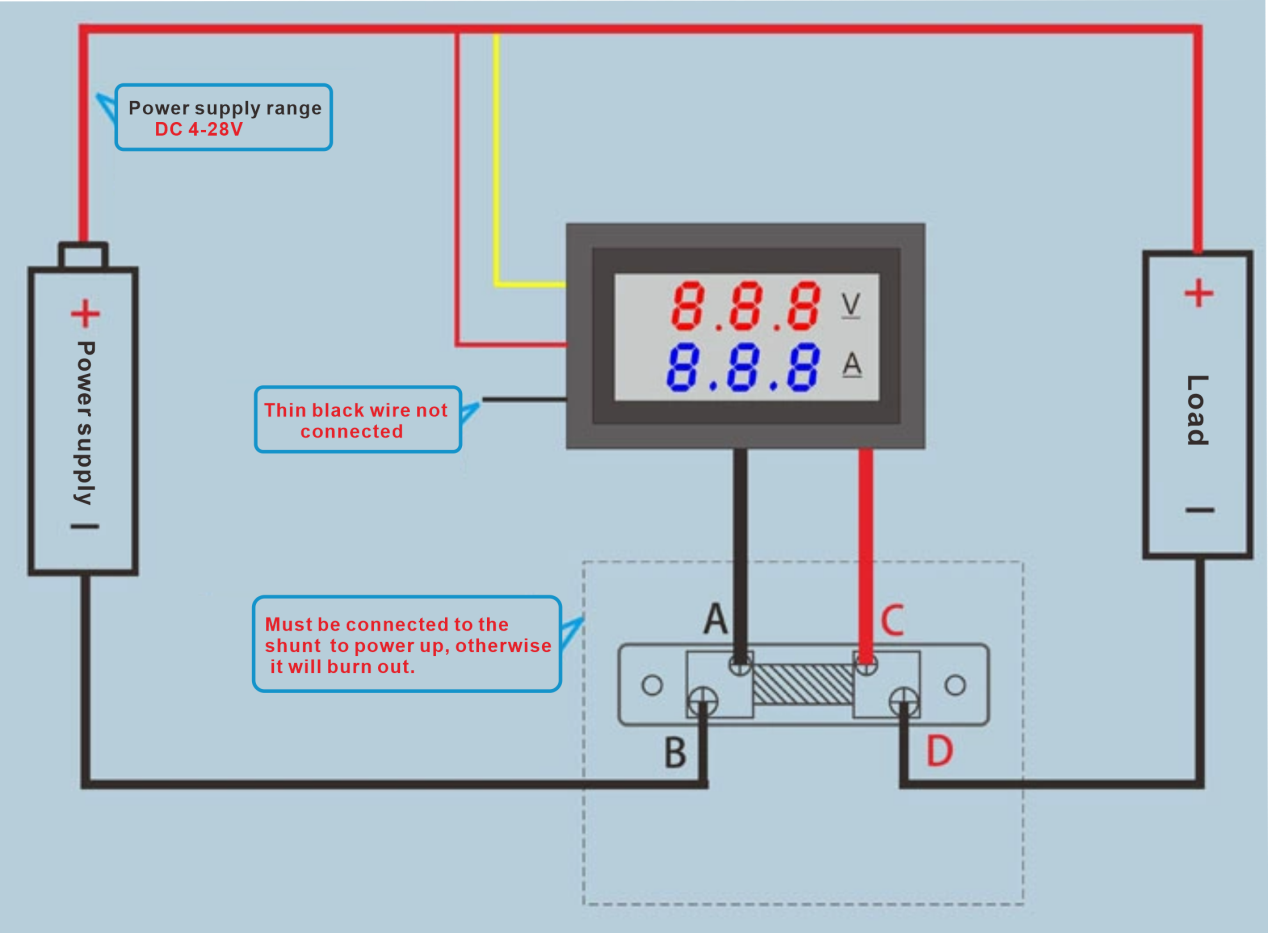 Power supply range
DC 4-28V
+
Power supply
−
8.8.8 V
8.8.8 A
Thin black wire not
connected
+
Load
−
Must be connected to the
shunt to power up, otherwise
it will burn out.
A
C
B
D